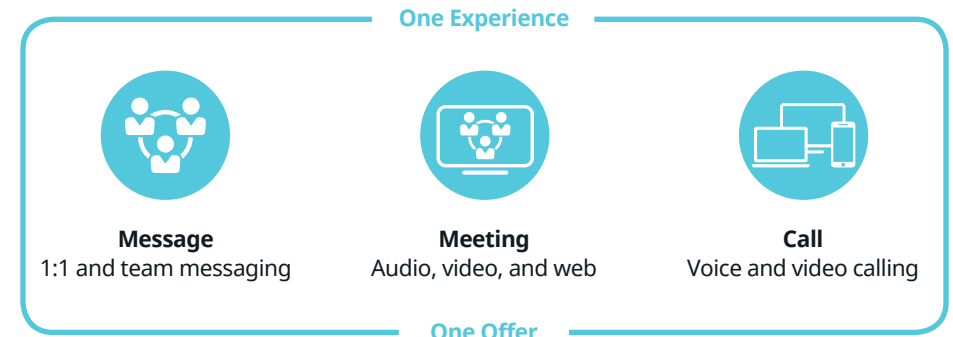 One Experience
Message
1:1 and team messaging
Meeting
Audio, video, and web
Call
Voice and video calling
One Offer